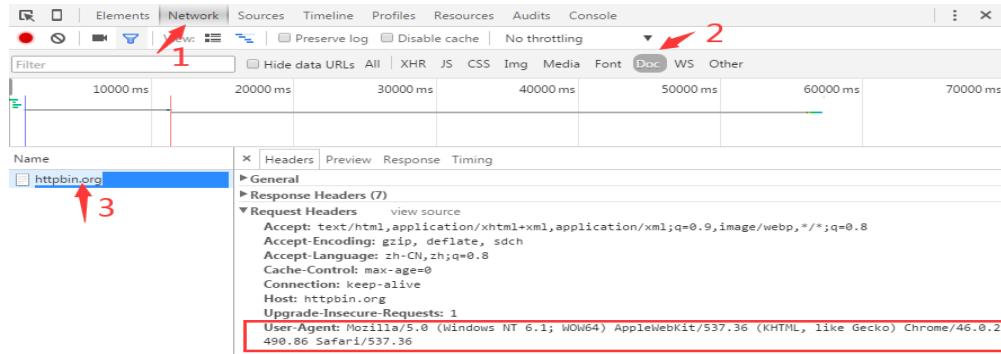 Elements Network Sources Timeline Profiles Resources Audits Console
View: Preserve log Disable cache No throttling
1 2
Filter Hide data URLs All XHR JS CSS Img Media Font Doc WS Other
10000 ms 20000 ms 30000 ms 40000 ms 50000 ms 60000 ms 70000 ms
Name × Headers Preview Response Timing
httpbin.org General
3
Response Headers (7)
Request Headers view source
Accept: text/html,application/xhtml+xml,application/xml;q=0.9,image/webp,*/*;q=0.8
Accept-Encoding: gzip, deflate, sdch
Accept-Language: zh-CN,zh;q=0.8
Cache-Control: max-age=0
Connection: keep-alive
Host: httpbin.org
Upgrade-Insecure-Requests: 1
User-Agent: Mozilla/5.0 (Windows NT 6.1; WOW64) AppleWebKit/537.36 (KHTML, like Gecko) Chrome/46.0.2
490.86 Safari/537.36